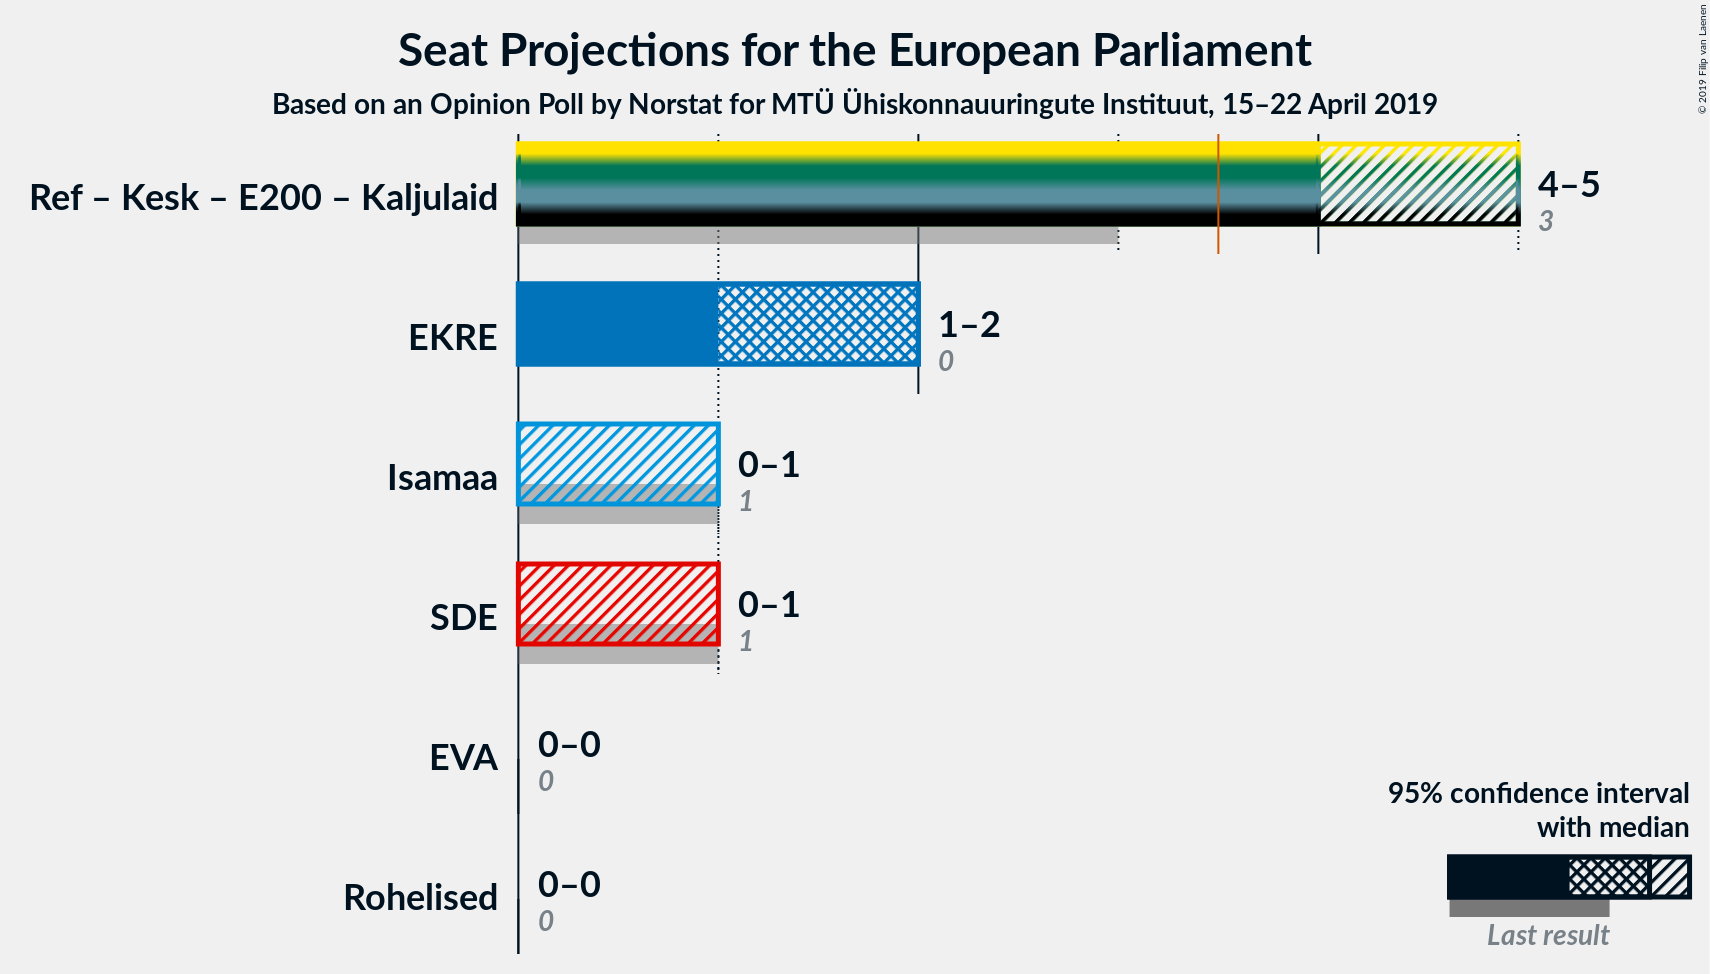 Seat Projections for the European Parliament
Based on an Opinion Poll by Norstat for MTÜ Ühiskonnauuringute Instituut, 15–22 April 2019
© 2019 Filip van Laenen
Ref – Kesk – E200 – Kaljulaid
4–5
3
EKRE
1–2
0
Isamaa
0–1
1
SDE
0–1
1
EVA
0–0
0
Rohelised
0–0
0
95% confidence interval
with median
Last result